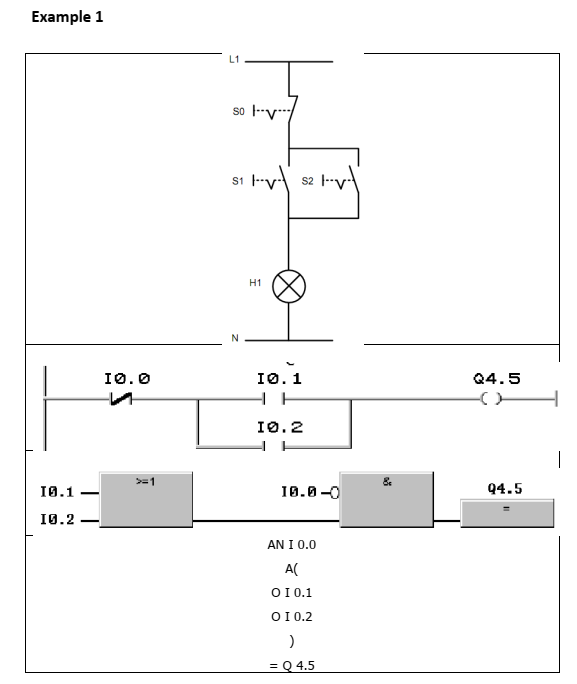 Example 1
L1
S0
S1 S2
H1
N
I0.0 I0.1 Q4.5
I0.2
>=1 &
I0.1 I0.0 Q4.5
I0.2 =
AN I 0.0
A(
O I 0.1
O I 0.2
)
= Q 4.5